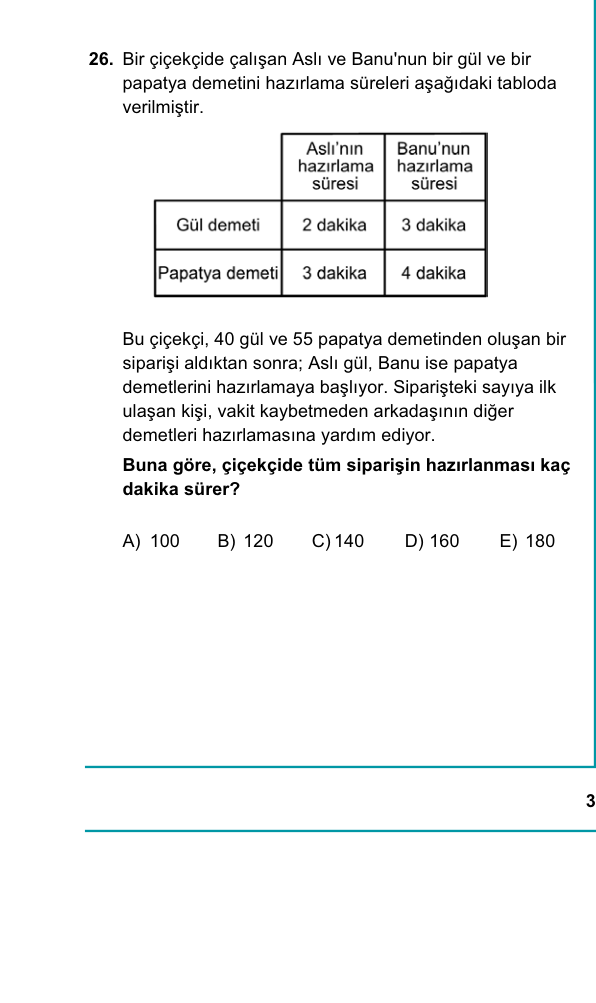 26. Bir çiçekçide çalışan Aslı ve Banu'nun bir gül ve bir
papatya demetini hazırlama süreleri aşağıdaki tabloda
verilmiştir.
Aslı'nın hazırlama süresi
Banu'nun hazırlama süresi
Gül demeti 2 dakika 3 dakika
Papatya demeti 3 dakika 4 dakika
Bu çiçekçi, 40 gül ve 55 papatya demetinden oluşan bir
siparişi aldıktan sonra; Aslı gül, Banu ise papatya
demetlerini hazırlamaya başlıyor. Siparişteki sayıya ilk
ulaşan kişi, vakit kaybetmeden arkadaşının diğer
demetleri hazırlamasına yardım ediyor.
Buna göre, çiçekçide tüm siparişin hazırlanması kaç
dakika sürer?
A) 100 B) 120 C) 140 D) 160 E) 180
3